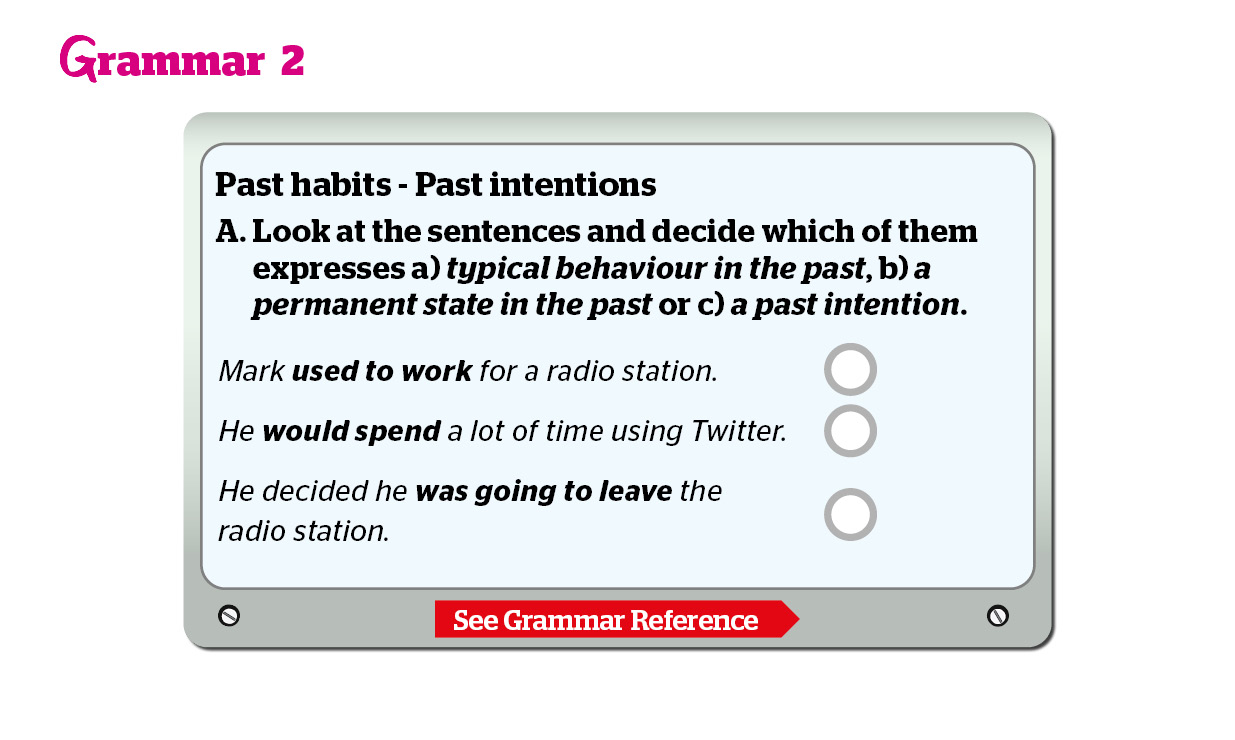 Grammar 2
Past habits - Past intentions
A. Look at the sentences and decide which of them
expresses a) typical behaviour in the past, b) a
permanent state in the past or c) a past intention.
Mark used to work for a radio station.
He would spend a lot of time using Twitter.
He decided he was going to leave the
radio station.
See Grammar Reference